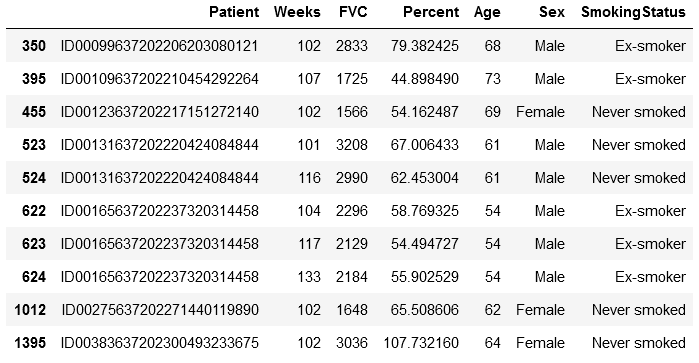 Patient Weeks FVC Percent Age Sex SmokingStatus
350 ID00099637202206203080121 102 2833 79.382425 68 Male Ex-smoker
395 ID00109637202210454292264 107 1725 44.898490 73 Male Ex-smoker
455 ID00123637202217151272140 102 1566 54.162487 69 Female Never smoked
523 ID00131637202220424084844 101 3208 67.006433 61 Male Never smoked
524 ID00131637202220424084844 116 2990 62.453004 61 Male Never smoked
622 ID00165637202237320314458 104 2296 58.769325 54 Male Ex-smoker
623 ID00165637202237320314458 117 2129 54.494727 54 Male Ex-smoker
624 ID00165637202237320314458 133 2184 55.902529 54 Male Ex-smoker
1012 ID00275637202271440119890 102 1648 65.508606 62 Female Never smoked
1395 ID00383637202300493233675 102 3036 107.732160 64 Female Never smoked